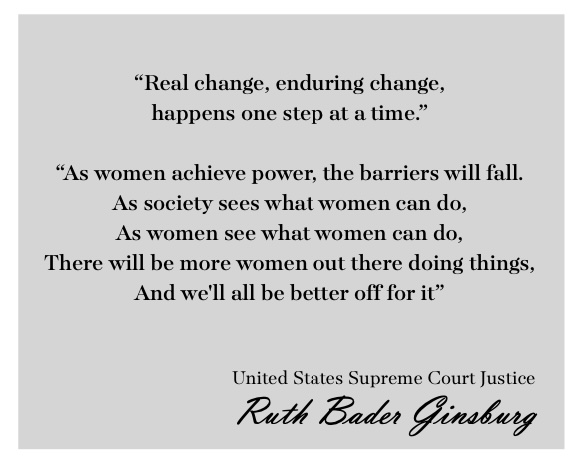 “Real change, enduring change,
happens one step at a time.”
“As women achieve power, the barriers will fall.
As society sees what women can do,
As women see what women can do,
There will be more women out there doing things,
And we'll all be better off for it”
United States Supreme Court Justice
Ruth Bader Ginsburg